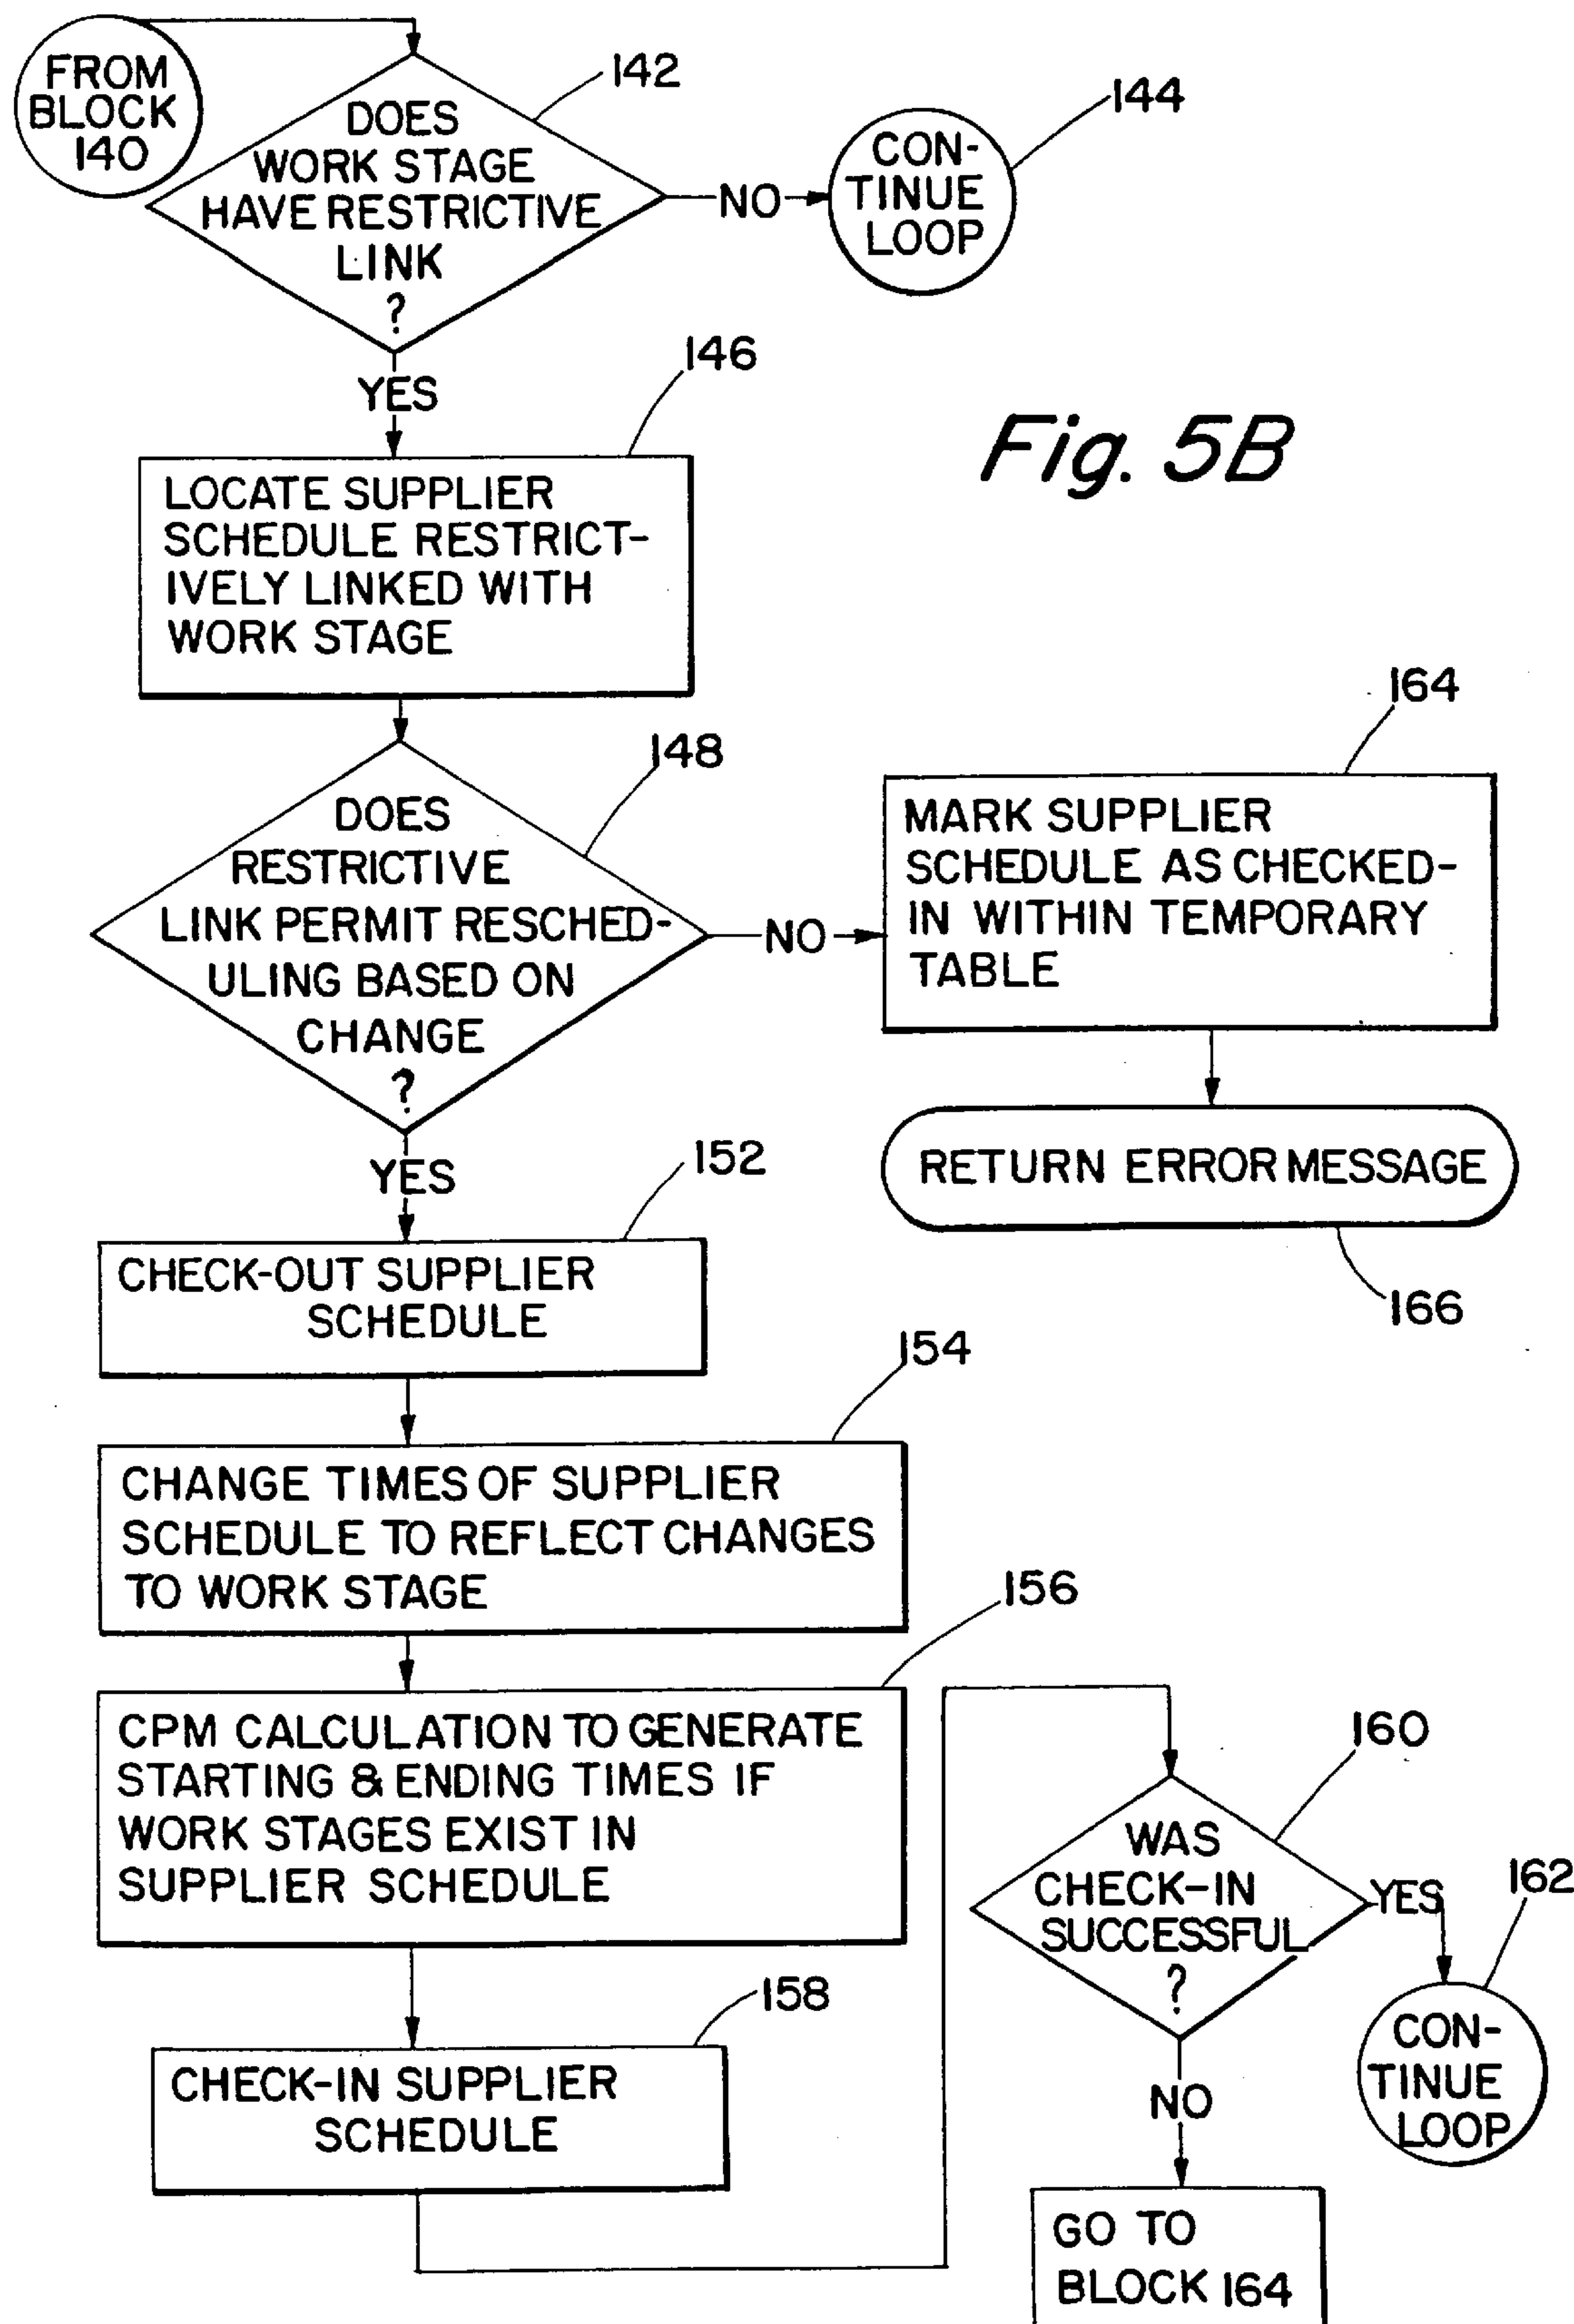 FROM
BLOCK
140
142
DOES
WORK STAGE
HAVE RESTRICTIVE
LINK
?
NO
144
CON-
TINUE
LOOP
YES
146
LOCATE SUPPLIER
SCHEDULE RESTRICT-
IVELY LINKED WITH
WORK STAGE
Fig. 5B
148
DOES
RESTRICTIVE
LINK PERMIT RESCHED-
ULING BASED ON
CHANGE
?
NO
164
MARK SUPPLIER
SCHEDULE AS CHECKED-
IN WITHIN TEMPORARY
TABLE
RETURN ERROR MESSAGE
166
YES
152
CHECK-OUT SUPPLIER
SCHEDULE
154
CHANGE TIMES OF SUPPLIER
SCHEDULE TO REFLECT CHANGES
TO WORK STAGE
156
CPM CALCULATION TO GENERATE
STARTING & ENDING TIMES IF
WORK STAGES EXIST IN
SUPPLIER SCHEDULE
158
CHECK-IN SUPPLIER
SCHEDULE
160
WAS
CHECK-IN
SUCCESSFUL
?
YES
162
CON-
TINUE
LOOP
NO
GO TO
BLOCK 164